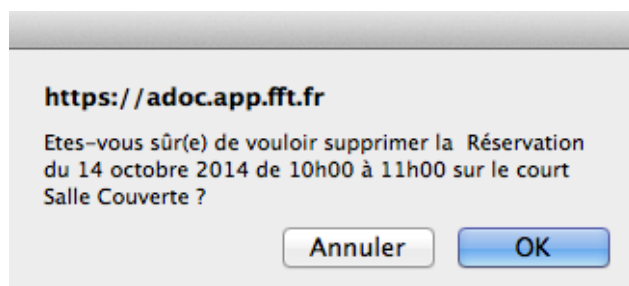 https://adoc.app.fft.fr
Etes-vous sûr(e) de vouloir supprimer la  Réservation
du 14 octobre 2014 de 10h00 à 11h00 sur le court
Salle Couverte ?
Annuler OK